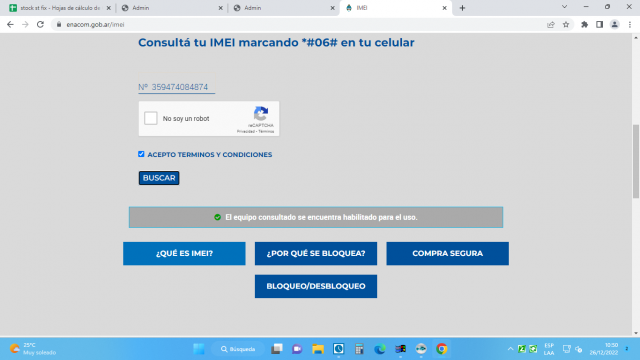 stock st fix - Hojas de cálculo de
Admin
Admin
IMEI
enacom.gob.ar/imei
Consultá tu IMEI marcando *#06# en tu celular
Nº 359474084874
No soy un robot
reCAPTCHA
Privacidad - Términos
ACEPTO TERMINOS Y CONDICIONES
BUSCAR
El equipo consultado se encuentra habilitado para el uso.
¿QUÉ ES IMEI?
¿POR QUÉ SE BLOQUEA?
COMPRA SEGURA
BLOQUEO/DESBLOQUEO
25°C
Muy soleado
Búsqueda
ESP
LAA
10:50
26/12/2022